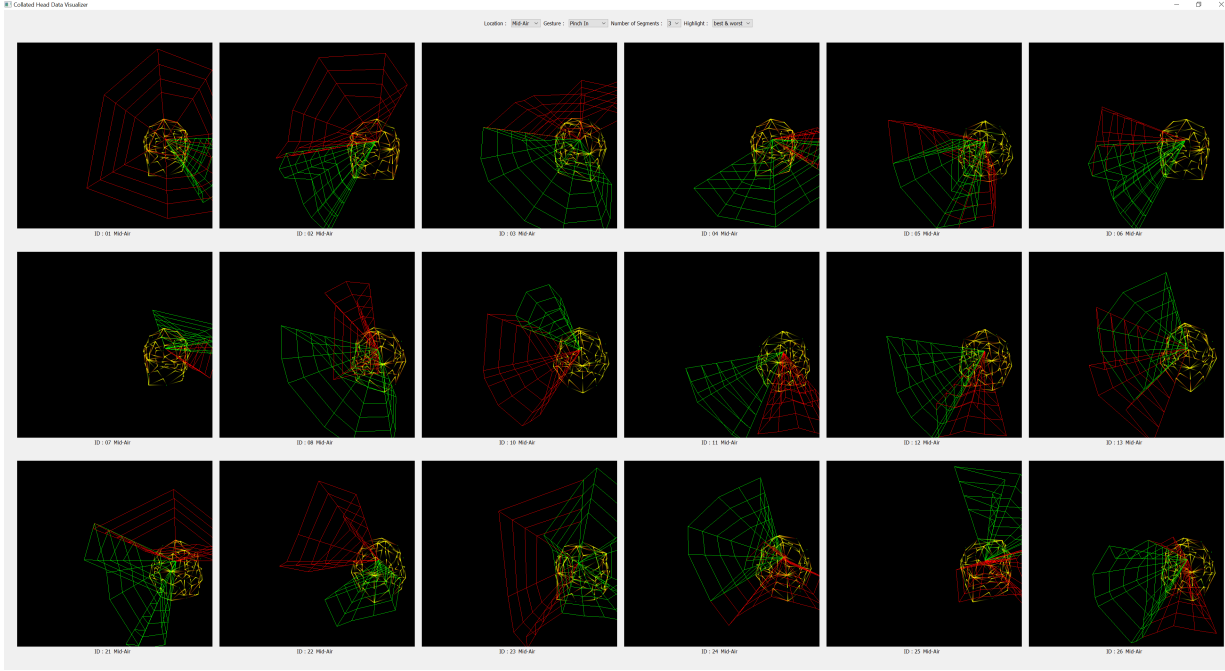 Collated Head Data Visualizer
Location : Mid-Air Gesture : Pinch In Number of Segments : 3 Highlight : best & worst
ID : 01 Mid-Air ID : 02 Mid-Air ID : 03 Mid-Air ID : 04 Mid-Air ID : 05 Mid-Air ID : 06 Mid-Air
ID : 07 Mid-Air ID : 08 Mid-Air ID : 10 Mid-Air ID : 11 Mid-Air ID : 12 Mid-Air ID : 13 Mid-Air
ID : 21 Mid-Air ID : 22 Mid-Air ID : 23 Mid-Air ID : 24 Mid-Air ID : 25 Mid-Air ID : 26 Mid-Air